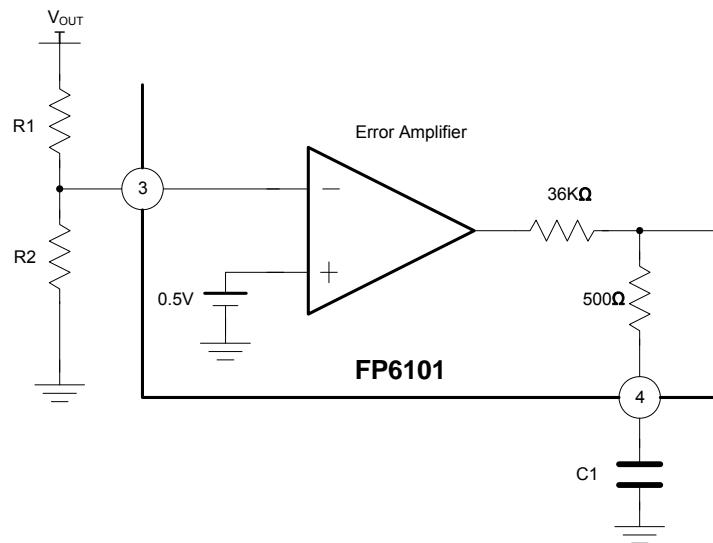 VOUT
R1
3
Error Amplifier
−
36KΩ
R2
+
0.5V
500Ω
FP6101
4
C1